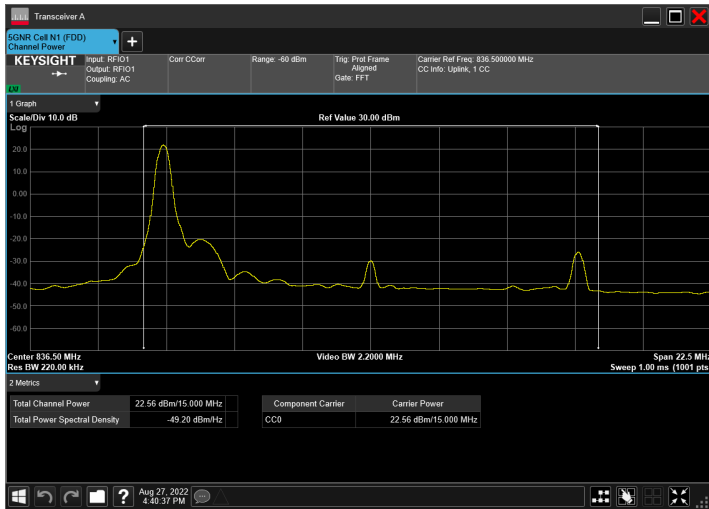 Transceiver A
5GNR Cell N1 (FDD)
Channel Power
KEYSIGHT
LXI
Input: RFIO1
Output: RFIO1
Coupling: AC
Corr CCorr
Range: -60 dBm
Trig: Prot Frame
Aligned
Gate: FFT
Carrier Ref Freq: 836.500000 MHz
CC Info: Uplink, 1 CC
1 Graph
Scale/Div 10.0 dB
Ref Value 30.00 dBm
Log
20.0
10.0
0.00
-10.0
-20.0
-30.0
-40.0
-50.0
-60.0
Center 836.50 MHz
Video BW 2.2000 MHz
Span 22.5 MHz
Res BW 220.00 kHz
Sweep 1.00 ms (1001 pts
2 Metrics
Total Channel Power 22.56 dBm/15.000 MHz
Total Power Spectral Density -49.20 dBm/Hz
Component Carrier Carrier Power
CC0 22.56 dBm/15.000 MHz
? Aug 27, 2022
4:40:37 PM